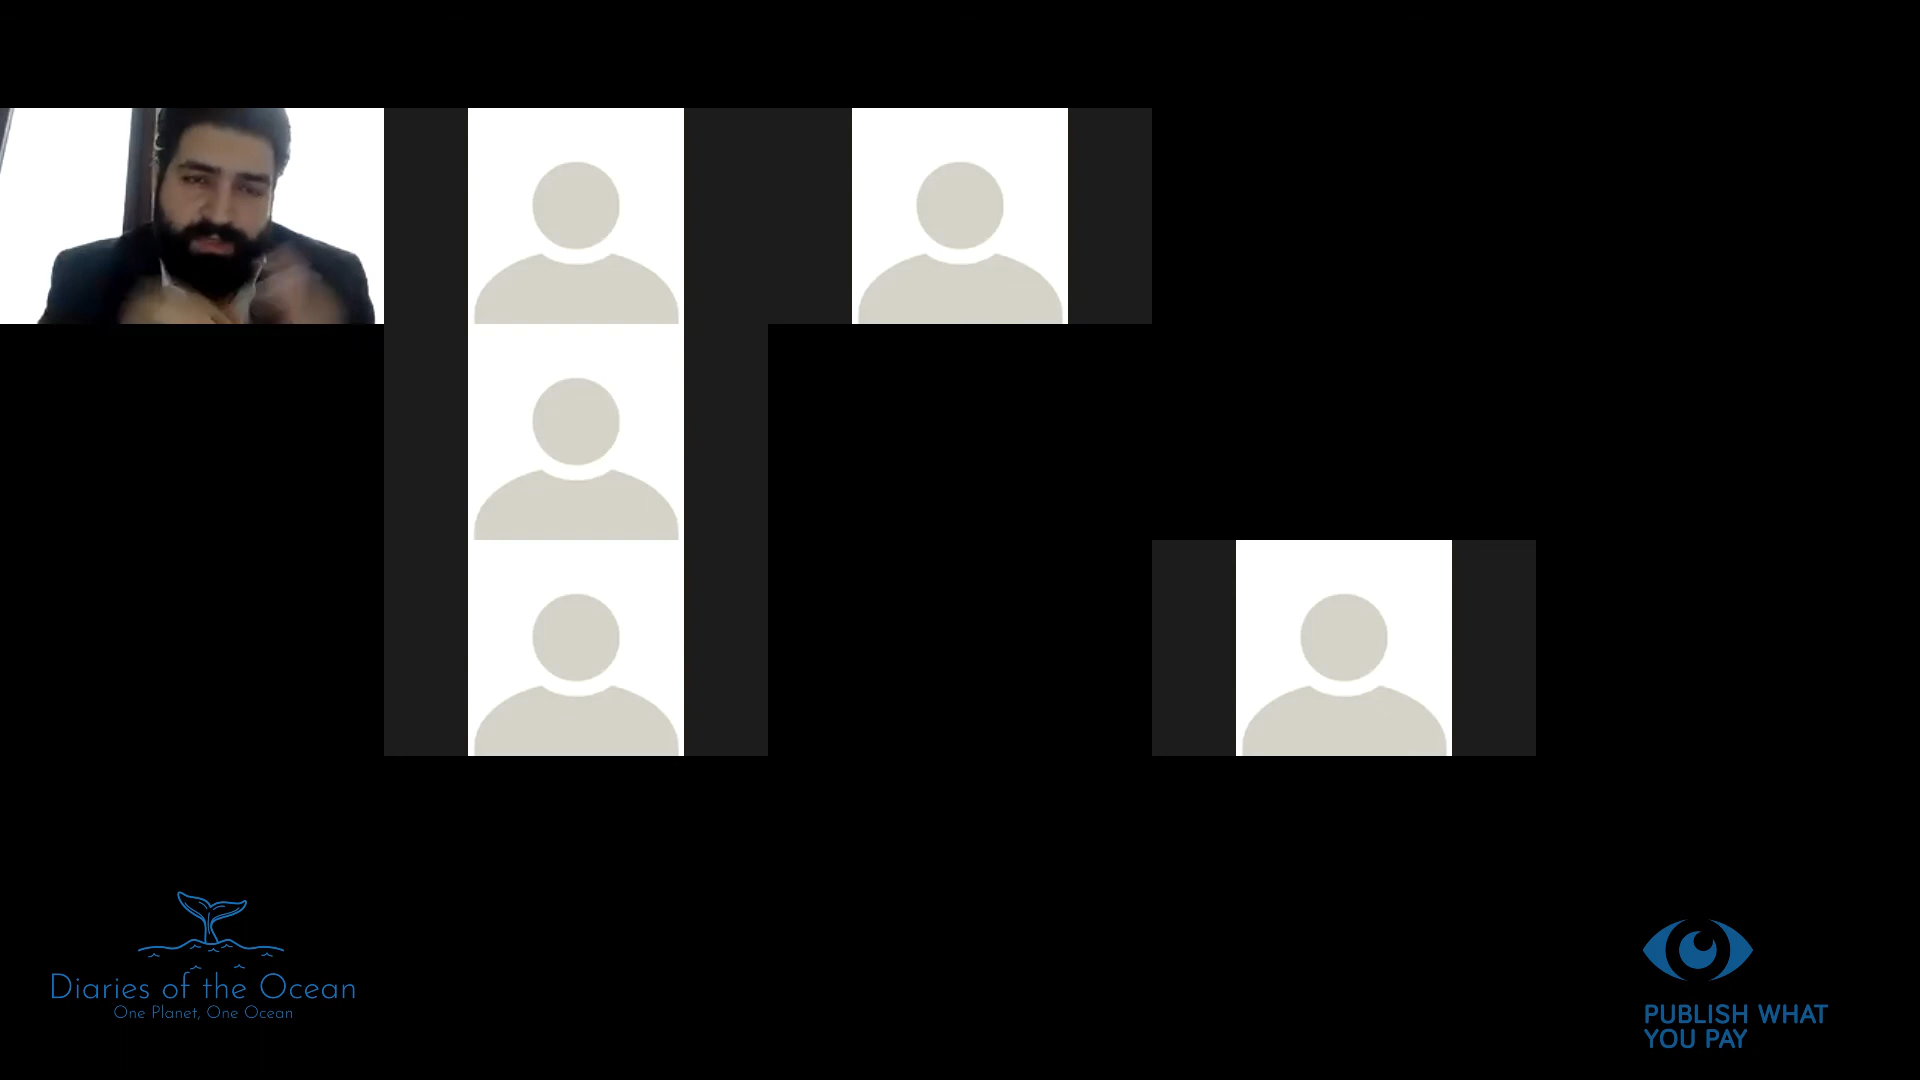 Diaries of the Ocean
One Planet, One Ocean
PUBLISH WHAT
YOU PAY